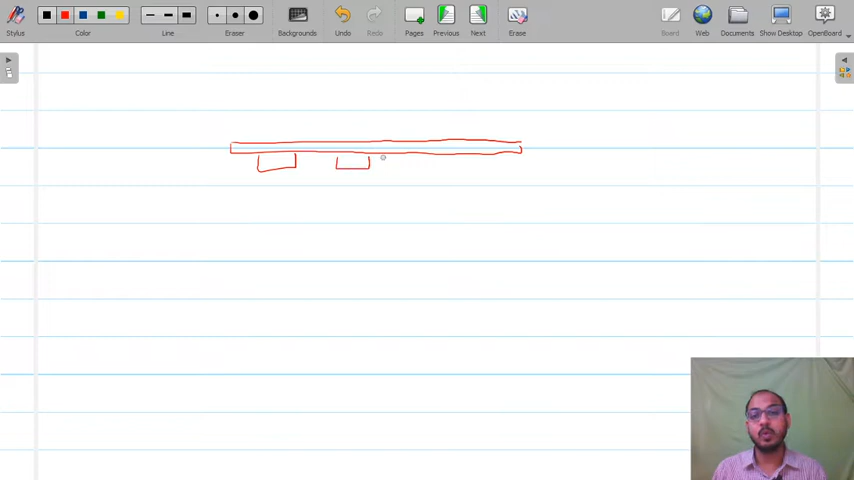 Stylus Color Line Eraser Backgrounds Undo Redo Pages Previous Next Erase Board Web Documents Show Desktop OpenBoard